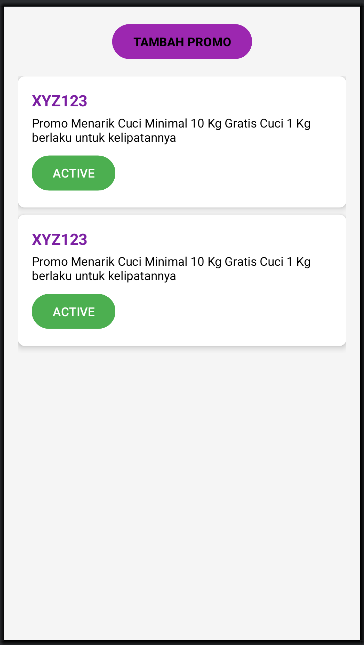 TAMBAH PROMO
XYZ123
Promo Menarik Cuci Minimal 10 Kg Gratis Cuci 1 Kg
berlaku untuk kelipatannya
ACTIVE
XYZ123
Promo Menarik Cuci Minimal 10 Kg Gratis Cuci 1 Kg
berlaku untuk kelipatannya
ACTIVE